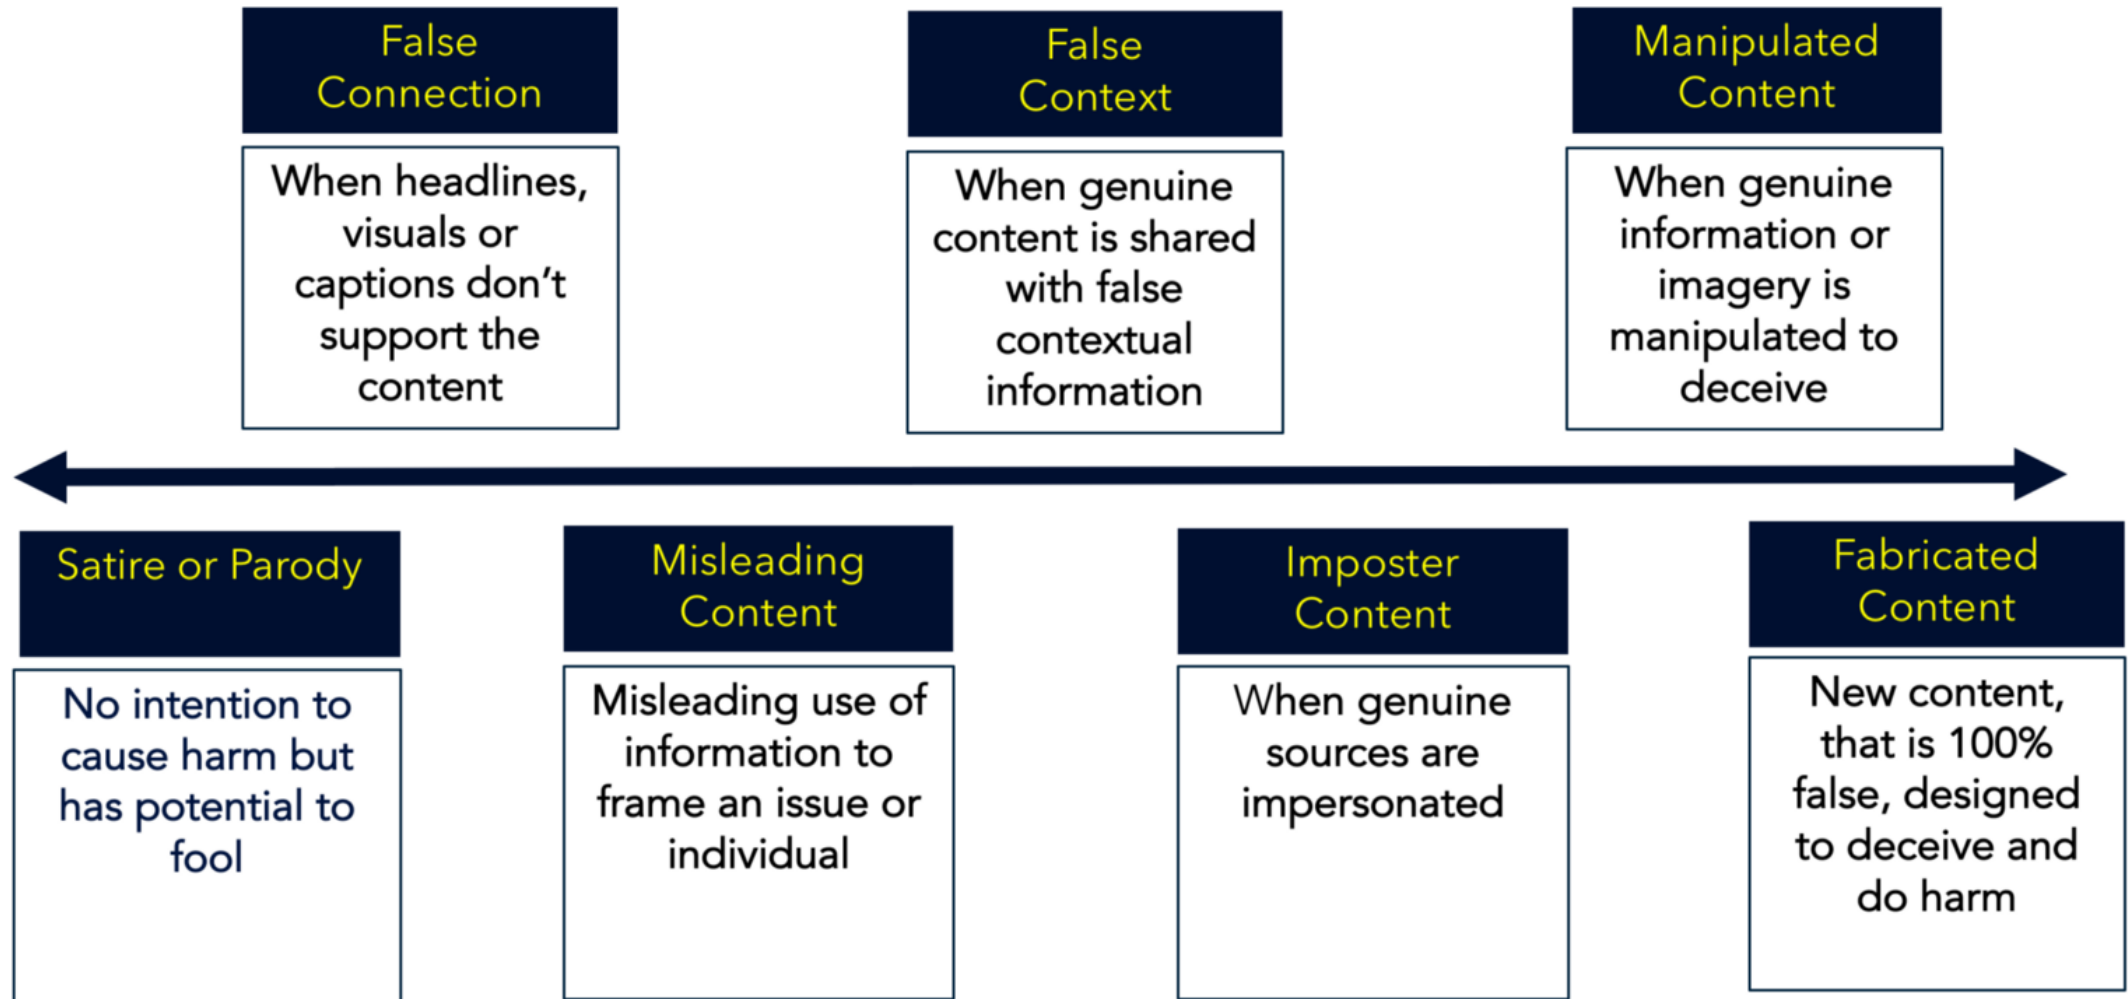 False
Connection
When headlines,
visuals or
captions don't
support the
content
False
Context
When genuine
content is shared
with false
contextual
information
Manipulated
Content
When genuine
information or
imagery is
manipulated to
deceive
Satire or Parody
No intention to
cause harm but
has potential to
fool
Misleading
Content
Misleading use of
information to
frame an issue or
individual
Imposter
Content
When genuine
sources are
impersonated
Fabricated
Content
New content,
that is 100%
false, designed
to deceive and
do harm